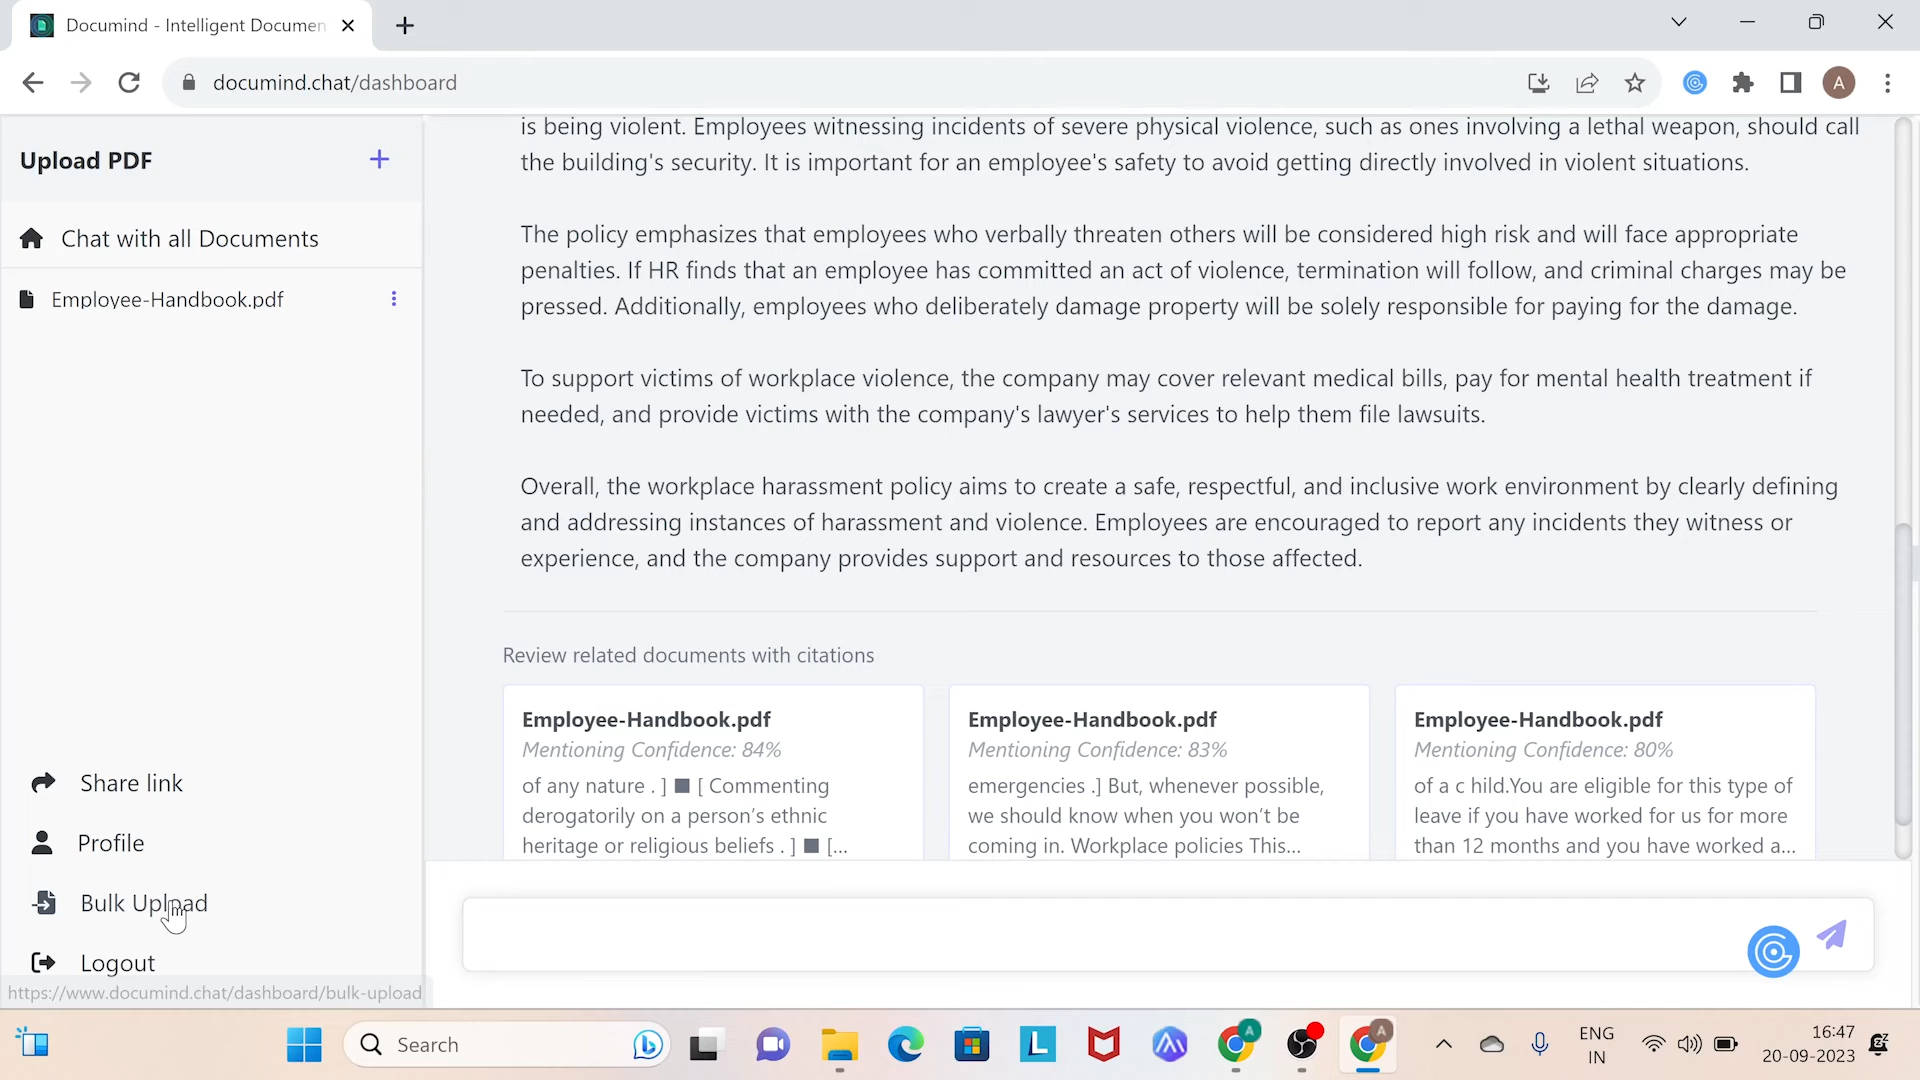 Documind - Intelligent Documen
documind.chat/dashboard
A
Upload PDF
Chat with all Documents
Employee-Handbook.pdf
is being violent. Employees witnessing incidents of severe physical violence, such as ones involving a lethal weapon, should call
the building's security. It is important for an employee's safety to avoid getting directly involved in violent situations.
The policy emphasizes that employees who verbally threaten others will be considered high risk and will face appropriate
penalties. If HR finds that an employee has committed an act of violence, termination will follow, and criminal charges may be
pressed. Additionally, employees who deliberately damage property will be solely responsible for paying for the damage.
To support victims of workplace violence, the company may cover relevant medical bills, pay for mental health treatment if
needed, and provide victims with the company's lawyer's services to help them file lawsuits.
Overall, the workplace harassment policy aims to create a safe, respectful, and inclusive work environment by clearly defining
and addressing instances of harassment and violence. Employees are encouraged to report any incidents they witness or
experience, and the company provides support and resources to those affected.
Review related documents with citations
Employee-Handbook.pdf
Mentioning Confidence: 84%
of any nature . ] ■ [ Commenting
derogatorily on a person's ethnic
heritage or religious beliefs . ] ■ [...
Employee-Handbook.pdf
Mentioning Confidence: 83%
emergencies .] But, whenever possible,
we should know when you won't be
coming in. Workplace policies This...
Employee-Handbook.pdf
Mentioning Confidence: 80%
of a c hild.You are eligible for this type of
leave if you have worked for us for more
than 12 months and you have worked a...
Share link
Profile
Bulk Upload
Logout
https://www.documind.chat/dashboard/bulk-upload
Search
L
A
A
ENG
IN
16:47
20-09-2023